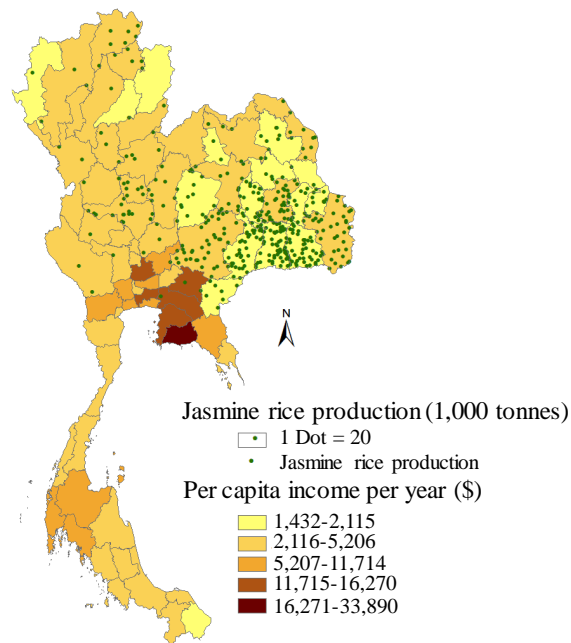 N
Jasmine rice production (1,000 tonnes)
1 Dot = 20
Jasmine rice production
Per capita income per year ($)
1,432-2,115
2,116-5,206
5,207-11,714
11,715-16,270
16,271-33,890